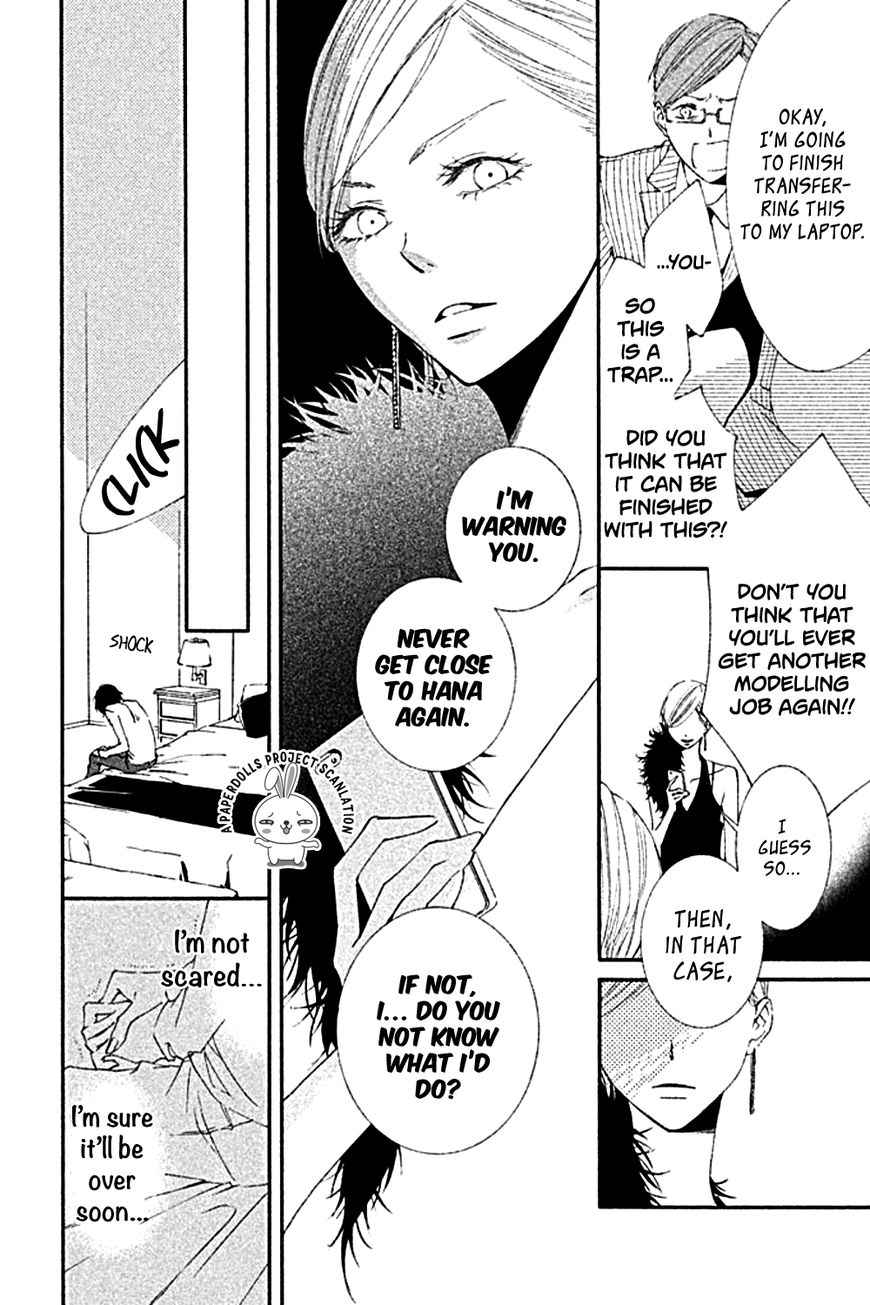 OKAY,
I'M GOING
TO FINISH
TRANSFER-
RING THIS
TO MY LAPTOP.
...YOU-
SO
THIS
IS A
TRAP...
DID YOU
THINK THAT
IT CAN BE
FINISHED
WITH THIS?!
DON'T YOU
THINK THAT
YOU'LL EVER
GET ANOTHER
MODELLING
JOB AGAIN!!
I
GUESS
SO...
THEN,
IN THAT
CASE,
I'M
WARNING
YOU.
NEVER
GET CLOSE
TO HANA
AGAIN.
IF NOT,
I... DO YOU
NOT KNOW
WHAT I'D
DO?
CLICK
SHOCK
A PAPERDOLLS PROJECT SCANLATION
I'm not
scared...
I'm sure
it'll be
over
soon...